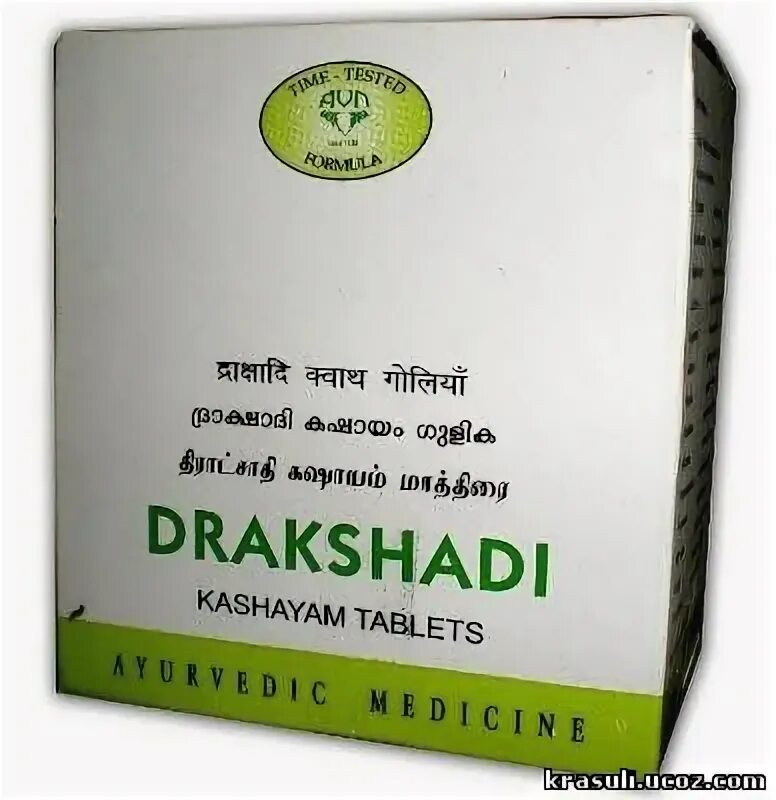 TIME - TESTED
AVN
FORMULA
द्राक्षादि क्वाथ गोलियाँ
ദ്രാക്ഷാദി കഷായം ഗുളിക
திராட்சாதி கஷாயம் மாத்திரை
DRAKSHADI
KASHAYAM TABLETS
AYURVEDIC MEDICINE
krasuli.ucoz.com